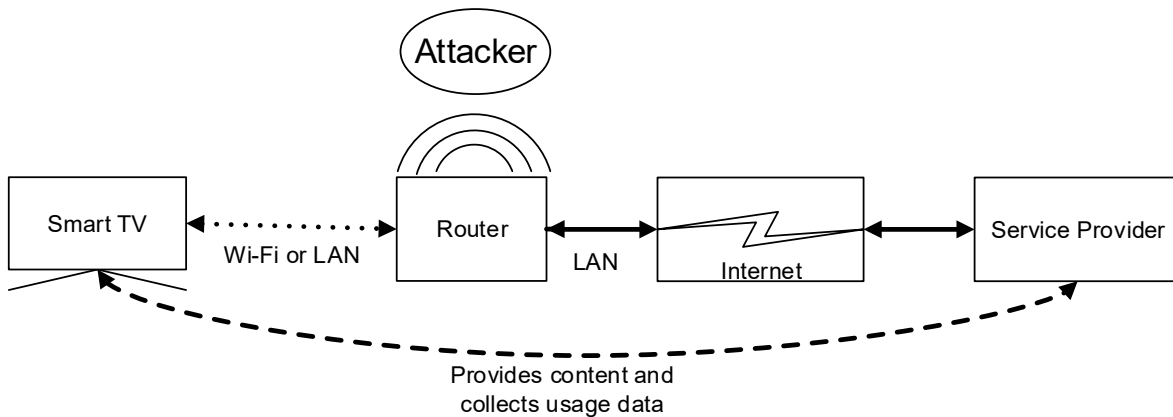 Attacker
Smart TV
Wi-Fi or LAN
Router
LAN
Internet
Service Provider
Provides content and
collects usage data